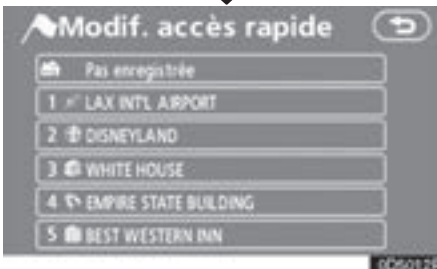 Modif. accès rapide
Pas enregistrée
1 LAX INT'L AIRPORT
2 DISNEYLAND
3 WHITE HOUSE
4 EMPIRE STATE BUILDING
5 BEST WESTERN INN